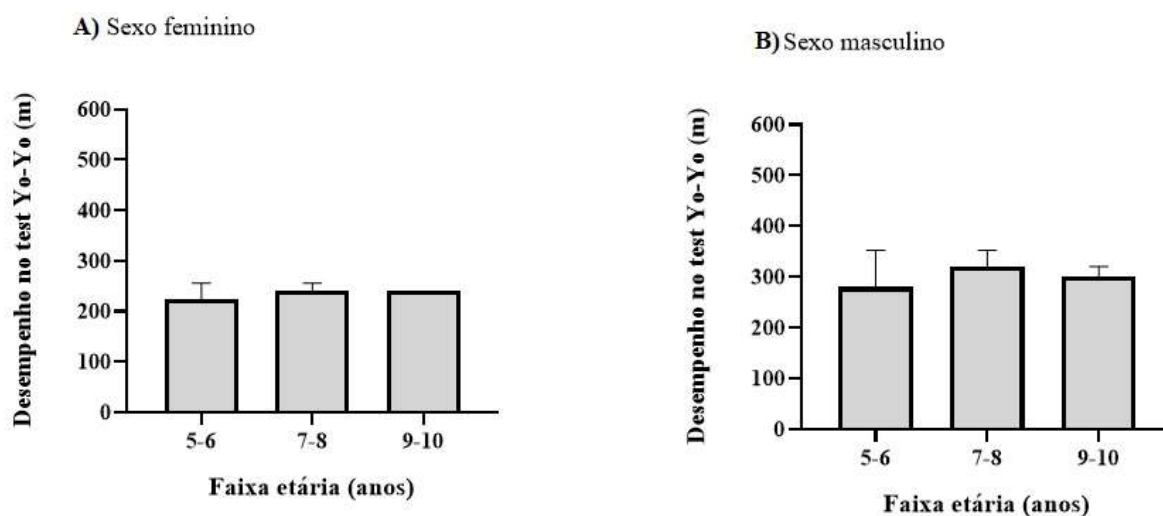 A) Sexo feminino
Desempenho no test Yo-Yo (m)
600
500
400
300
200
100
0
5-6 7-8 9-10
Faixa etária (anos)
B) Sexo masculino
Desempenho no test Yo-Yo (m)
600
500
400
300
200
100
0
5-6 7-8 9-10
Faixa etária (anos)